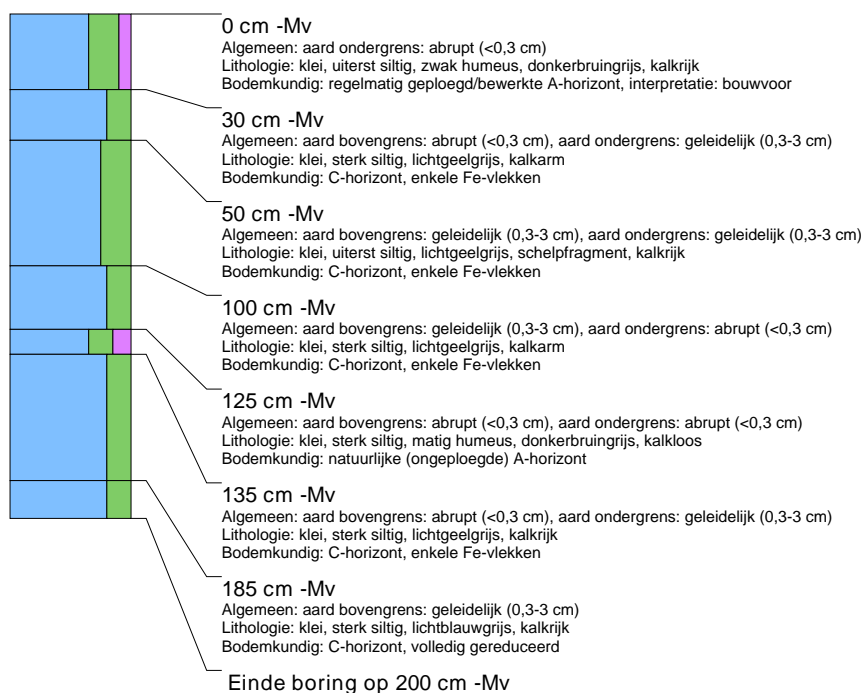 0 cm -Mv
Algemeen: aard ondergrens: abrupt (<0,3 cm)
Lithologie: klei, uiterst siltig, zwak humeus, donkerbruingrijs, kalkrijk
Bodemkundig: regelmatig geploegd/bewerkte A-horizont, interpretatie: bouwvoor
30 cm -Mv
Algemeen: aard bovengrens: abrupt (<0,3 cm), aard ondergrens: geleidelijk (0,3-3 cm)
Lithologie: klei, sterk siltig, lichtgeelgrijs, kalkarm
Bodemkundig: C-horizont, enkele Fe-vlekken
50 cm -Mv
Algemeen: aard bovengrens: geleidelijk (0,3-3 cm), aard ondergrens: geleidelijk (0,3-3 cm)
Lithologie: klei, uiterst siltig, lichtgeelgrijs, schelpfragment, kalkrijk
Bodemkundig: C-horizont, enkele Fe-vlekken
100 cm -Mv
Algemeen: aard bovengrens: geleidelijk (0,3-3 cm), aard ondergrens: abrupt (<0,3 cm)
Lithologie: klei, sterk siltig, lichtgeelgrijs, kalkarm
Bodemkundig: C-horizont, enkele Fe-vlekken
125 cm -Mv
Algemeen: aard bovengrens: abrupt (<0,3 cm), aard ondergrens: abrupt (<0,3 cm)
Lithologie: klei, sterk siltig, matig humeus, donkerbruingrijs, kalkloos
Bodemkundig: natuurlijke (ongeploegde) A-horizont
135 cm -Mv
Algemeen: aard bovengrens: abrupt (<0,3 cm), aard ondergrens: geleidelijk (0,3-3 cm)
Lithologie: klei, sterk siltig, lichtgeelgrijs, kalkrijk
Bodemkundig: C-horizont, enkele Fe-vlekken
185 cm -Mv
Algemeen: aard bovengrens: geleidelijk (0,3-3 cm)
Lithologie: klei, sterk siltig, lichtblauwgrijs, kalkrijk
Bodemkundig: C-horizont, volledig gereduceerd
Einde boring op 200 cm -Mv